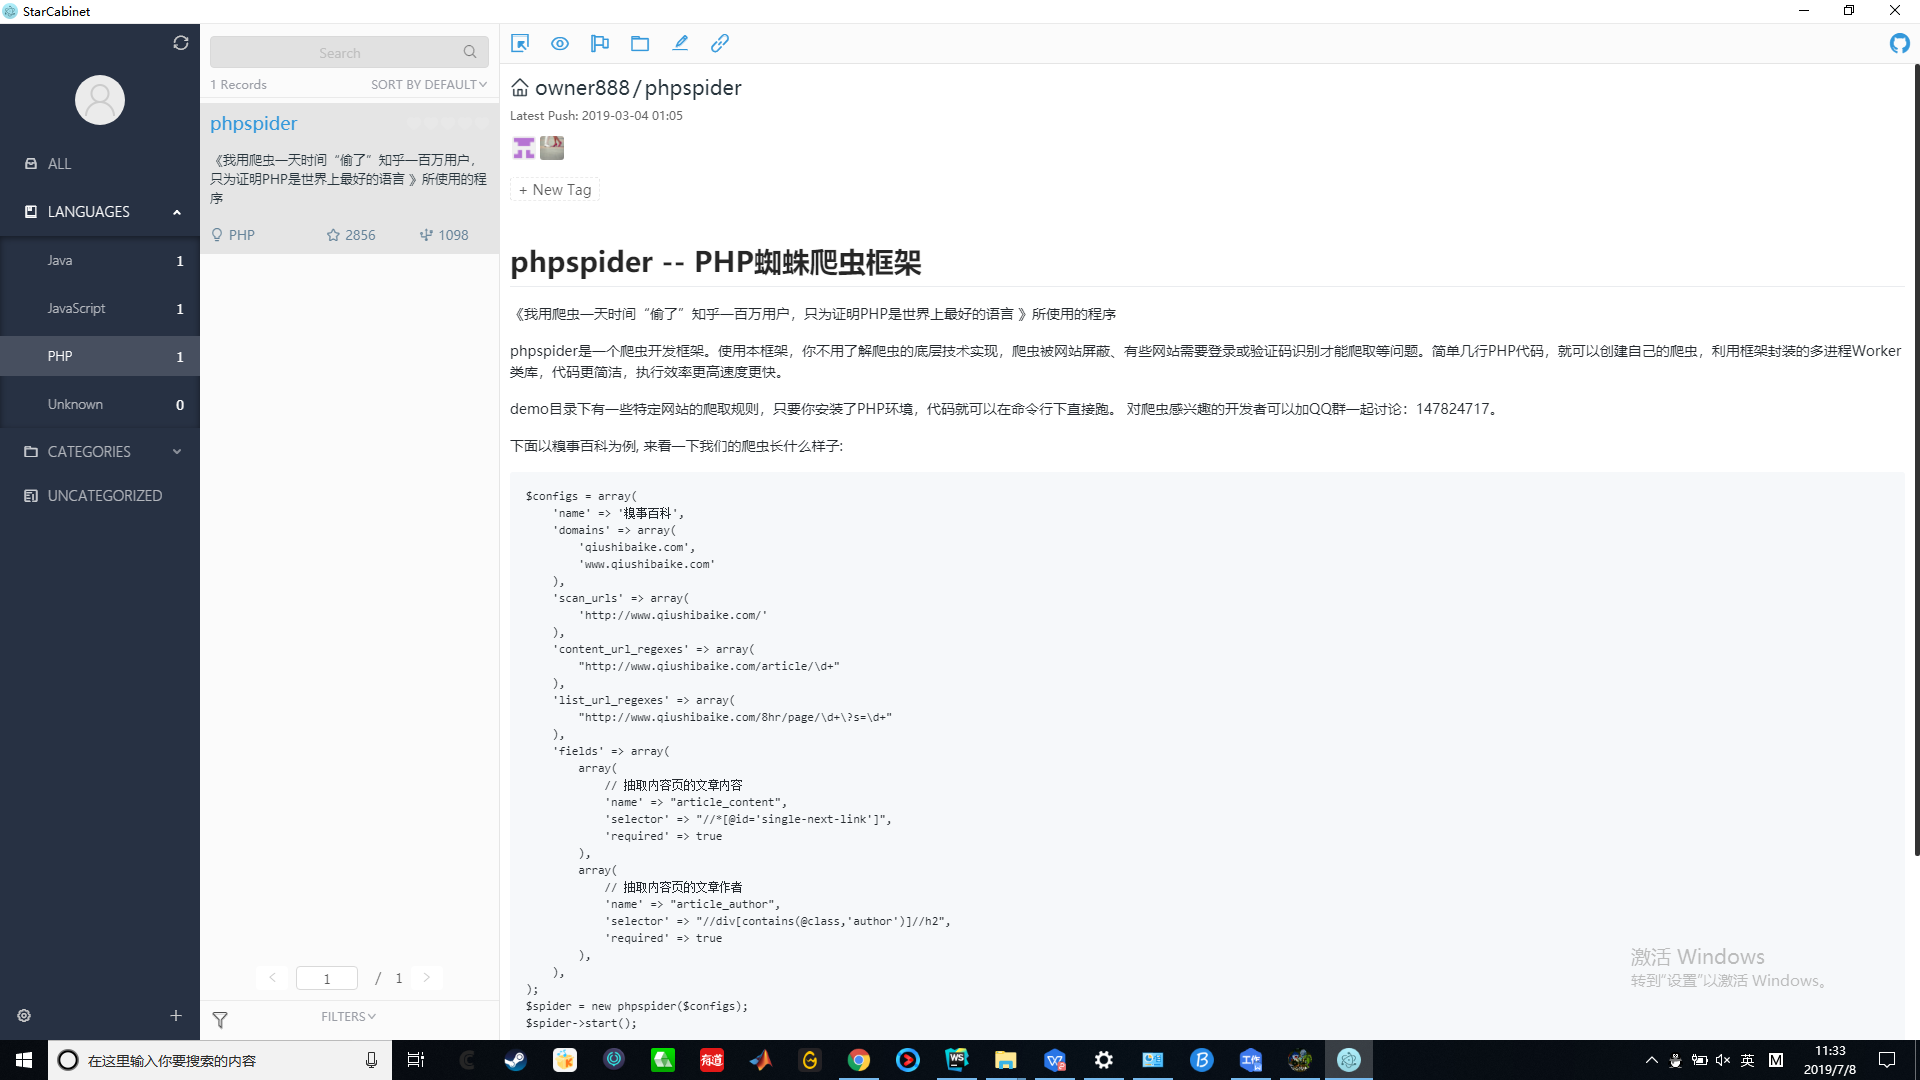 StarCabinet
Search
1 Records
SORT BY DEFAULT
phpspider
《我用爬虫一天时间“偷了”知乎一百万用户，
只为证明PHP是世界上最好的语言 》所使用的程
序
PHP
2856
1098
ALL
LANGUAGES
Java
1
JavaScript
1
PHP
1
Unknown
0
CATEGORIES
UNCATEGORIZED
1
/
1
FILTERS
owner888/phpspider
Latest Push: 2019-03-04 01:05
+ New Tag
phpspider -- PHP蜘蛛爬虫框架
《我用爬虫一天时间“偷了”知乎一百万用户，只为证明PHP是世界上最好的语言 》所使用的程序
phpspider是一个爬虫开发框架。使用本框架，你不用了解爬虫的底层技术实现，爬虫被网站屏蔽、有些网站需要登录或验证码识别才能爬取等问题。简单几行PHP代码，就可以创建自己的爬虫，利用框架封装的多进程Worker
类库，代码更简洁，执行效率更高速度更快。
demo目录下有一些特定网站的爬取规则，只要你安装了PHP环境，代码就可以在命令行下直接跑。 对爬虫感兴趣的开发者可以加QQ群一起讨论：147824717。
下面以糗事百科为例, 来看一下我们的爬虫长什么样子:
$configs = array(
'name' => '糗事百科',
'domains' => array(
'qiushibaike.com',
'www.qiushibaike.com'
),
'scan_urls' => array(
'http://www.qiushibaike.com/'
),
'content_url_regexes' => array(
"http://www.qiushibaike.com/article/\d+"
),
'list_url_regexes' => array(
"http://www.qiushibaike.com/8hr/page/\d+\?s=\d+"
),
'fields' => array(
array(
// 抽取内容页的文章内容
'name' => "article_content",
'selector' => "//*[@id='single-next-link']",
'required' => true
),
array(
// 抽取内容页的文章作者
'name' => "article_author",
'selector' => "//div[contains(@class,'author')]//h2",
'required' => true
),
),
);
$spider = new phpspider($configs);
$spider->start();
激活 Windows
转到“设置”以激活 Windows。
在这里输入你要搜索的内容
有道
WS
工作
英
M
11:33
2019/7/8